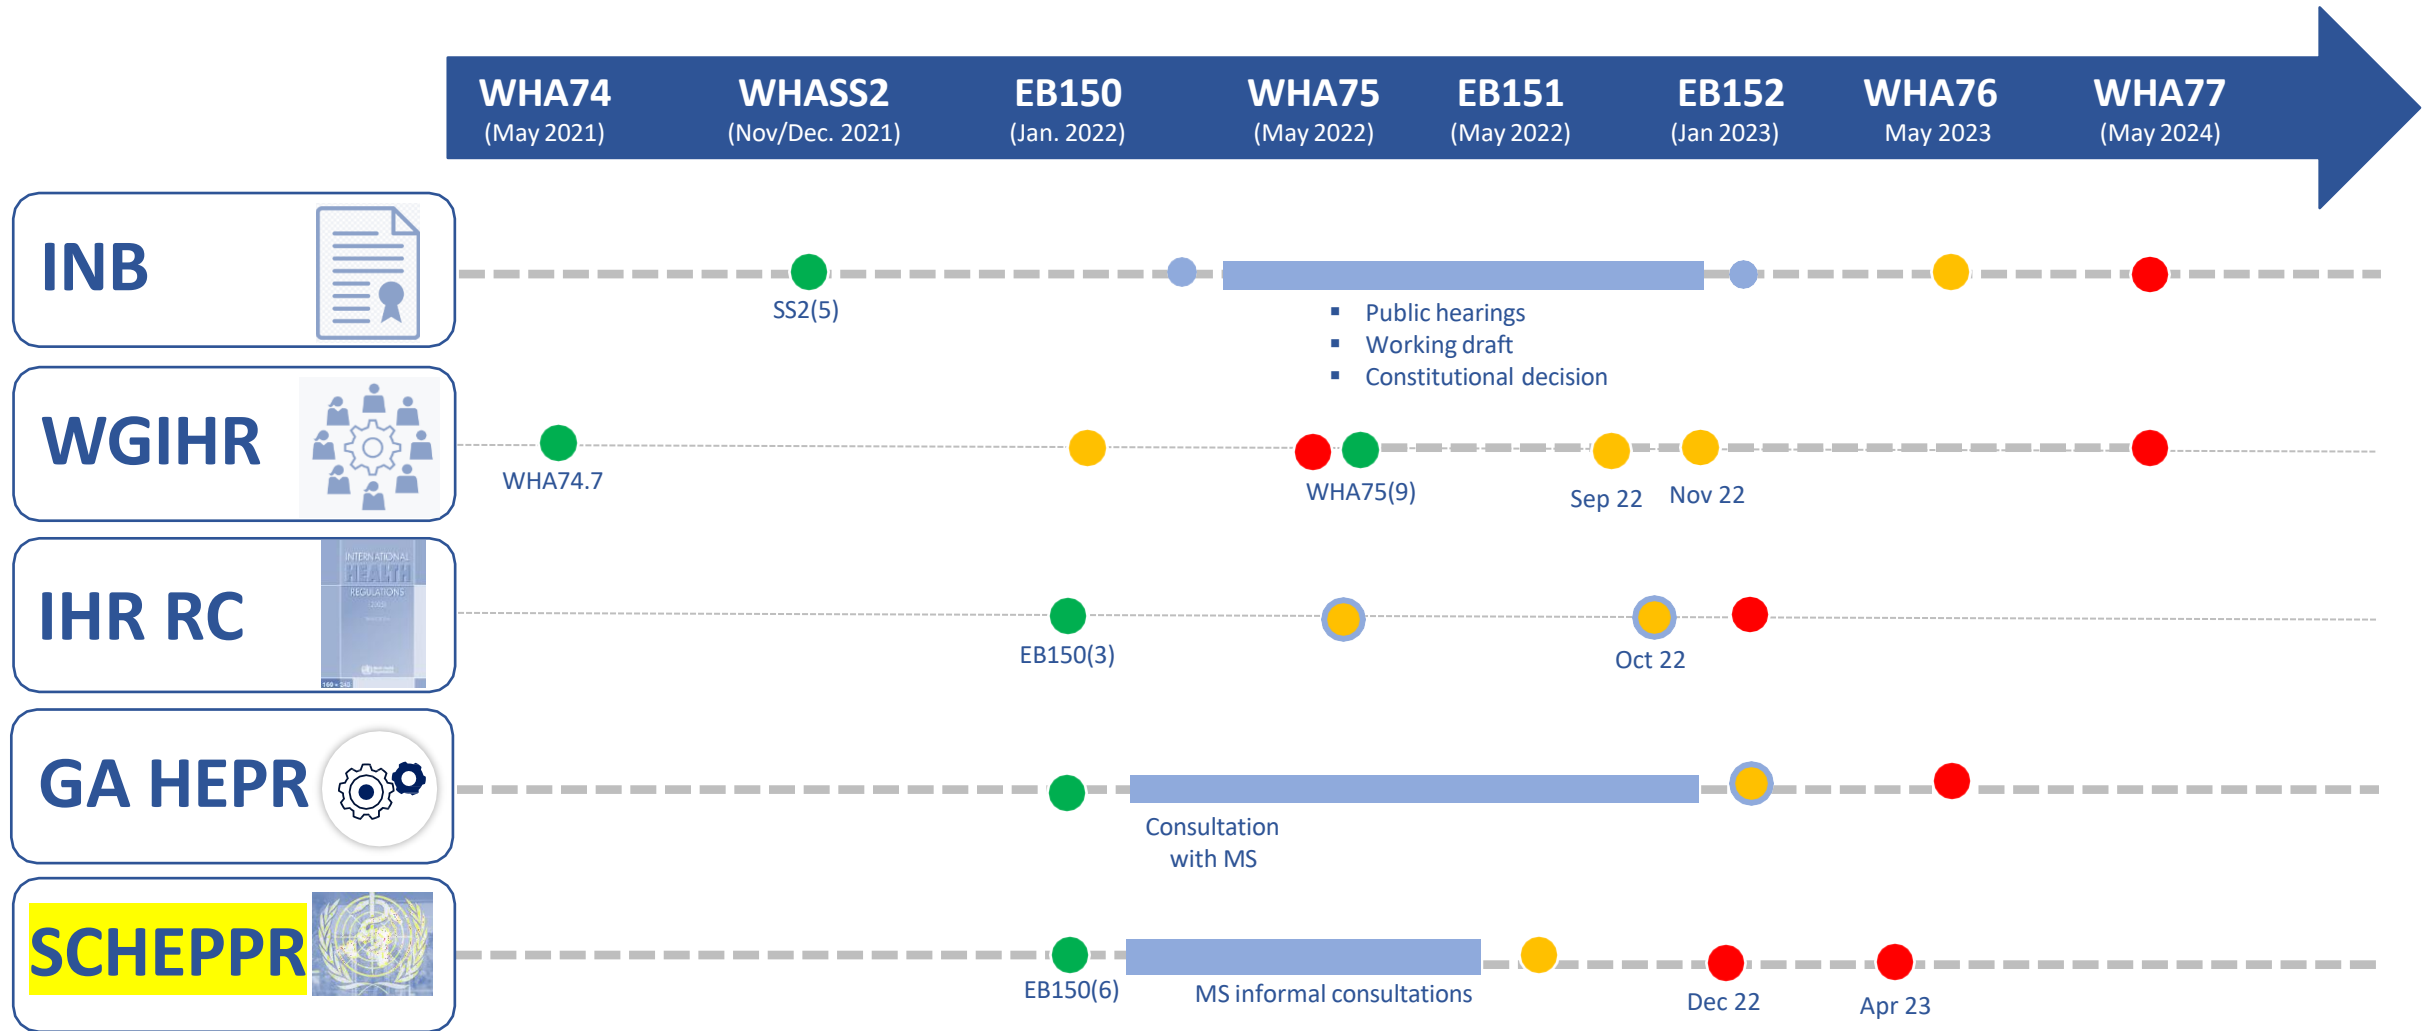 WHA74 WHASS2 EB150 WHA75 EB151 EB152 WHA76 WHA77
(May 2021) (Nov/Dec. 2021) (Jan. 2022) (May 2022) (May 2022) (Jan 2023) May 2023 (May 2024)
INB
SS2(5)
▪ Public hearings
▪ Working draft
▪ Constitutional decision
WGIHR
WHA74.7
WHA75(9)
Sep 22
Nov 22
IHR RC
INTERNATIONAL
HEALTH
REGULATIONS
EB150(3)
Oct 22
GA HEPR
Consultation
with MS
SCHEPPR
EB150(6)
MS informal consultations
Dec 22
Apr 23